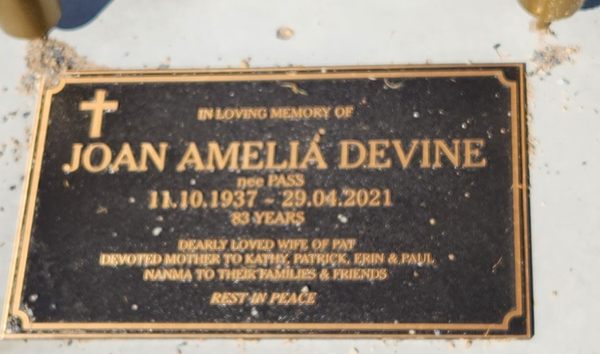 IN LOVING MEMORY OF
JOAN AMELIA DEVINE
nee PASS
11.10.1937 - 29.04.2021
83 YEARS
DEARLY LOVED WIFE OF PAT
DEVOTED MOTHER TO KATHY, PATRICK, ERIN & PAUL
NANMA TO THEIR FAMILIES & FRIENDS
REST IN PEACE